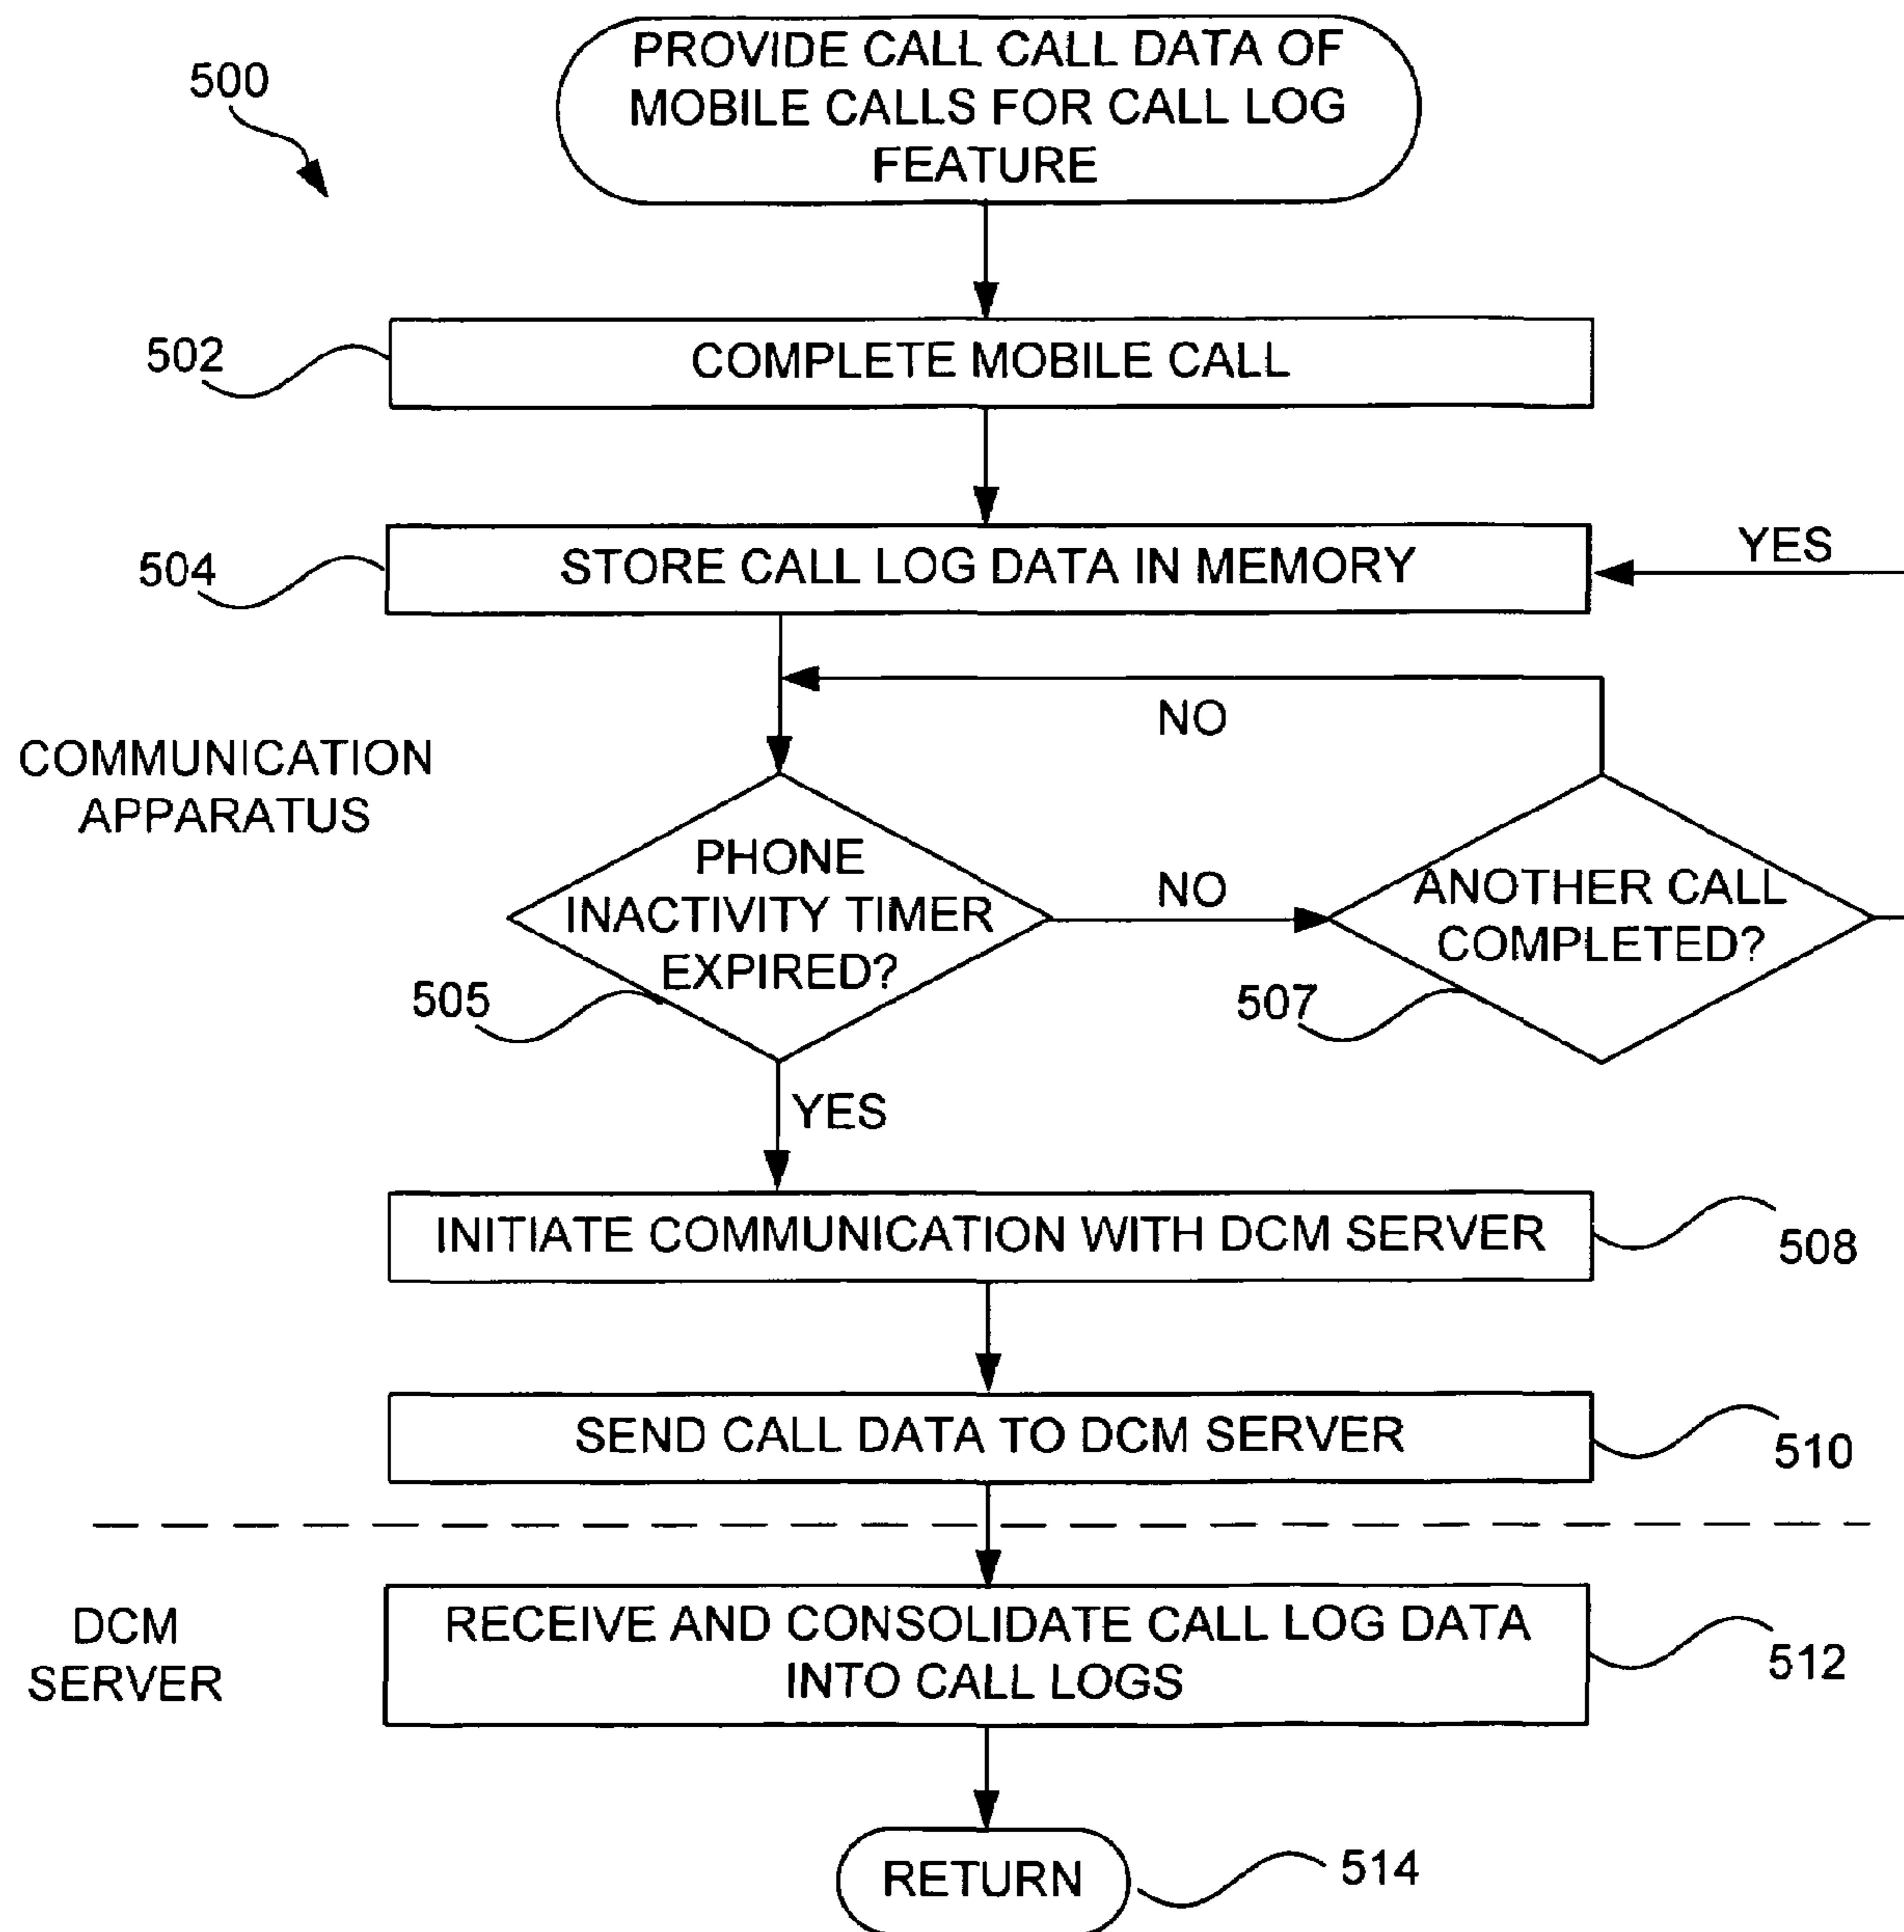 PROVIDE CALL CALL DATA OF
MOBILE CALLS FOR CALL LOG
FEATURE
500
502
COMPLETE MOBILE CALL
504
STORE CALL LOG DATA IN MEMORY
YES
NO
COMMUNICATION
APPARATUS
PHONE
INACTIVITY TIMER
EXPIRED?
505
NO
ANOTHER CALL
COMPLETED?
507
YES
INITIATE COMMUNICATION WITH DCM SERVER
508
SEND CALL DATA TO DCM SERVER
510
DCM
SERVER
RECEIVE AND CONSOLIDATE CALL LOG DATA
INTO CALL LOGS
512
RETURN
514